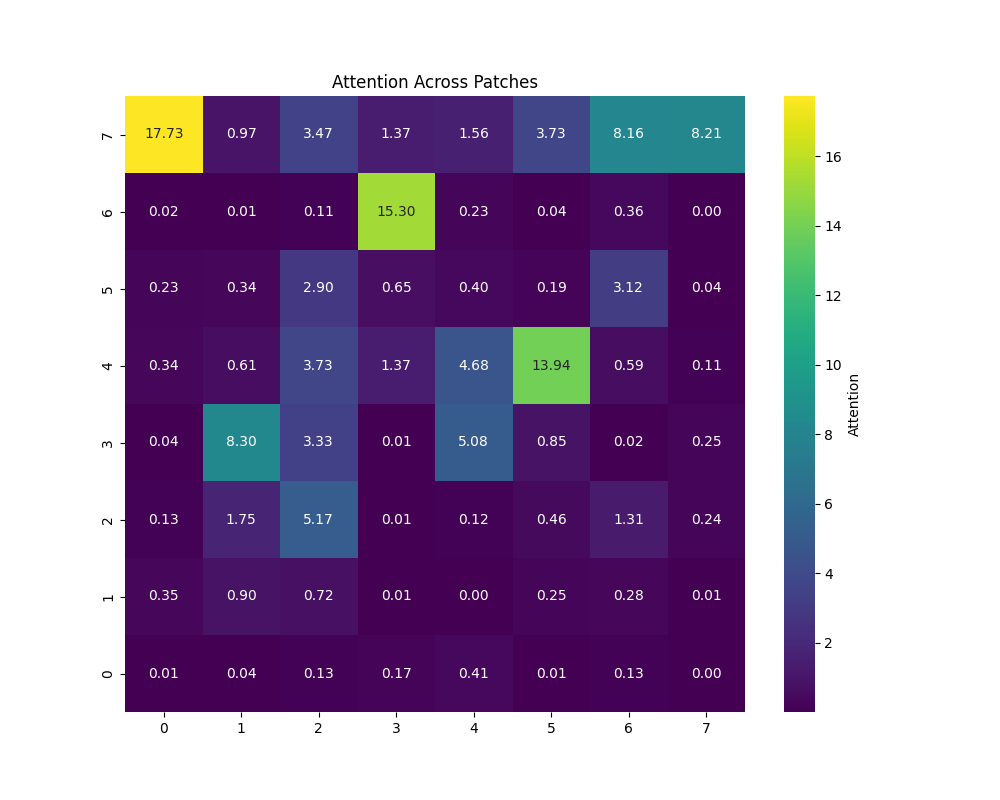 Attention Across Patches
7 17.73 0.97 3.47 1.37 1.56 3.73 8.16 8.21
6 0.02 0.01 0.11 15.30 0.23 0.04 0.36 0.00
5 0.23 0.34 2.90 0.65 0.40 0.19 3.12 0.04
4 0.34 0.61 3.73 1.37 4.68 13.94 0.59 0.11
3 0.04 8.30 3.33 0.01 5.08 0.85 0.02 0.25
2 0.13 1.75 5.17 0.01 0.12 0.46 1.31 0.24
1 0.35 0.90 0.72 0.01 0.00 0.25 0.28 0.01
0 0.01 0.04 0.13 0.17 0.41 0.01 0.13 0.00
0 1 2 3 4 5 6 7
16
14
12
10
8
6
4
2
Attention